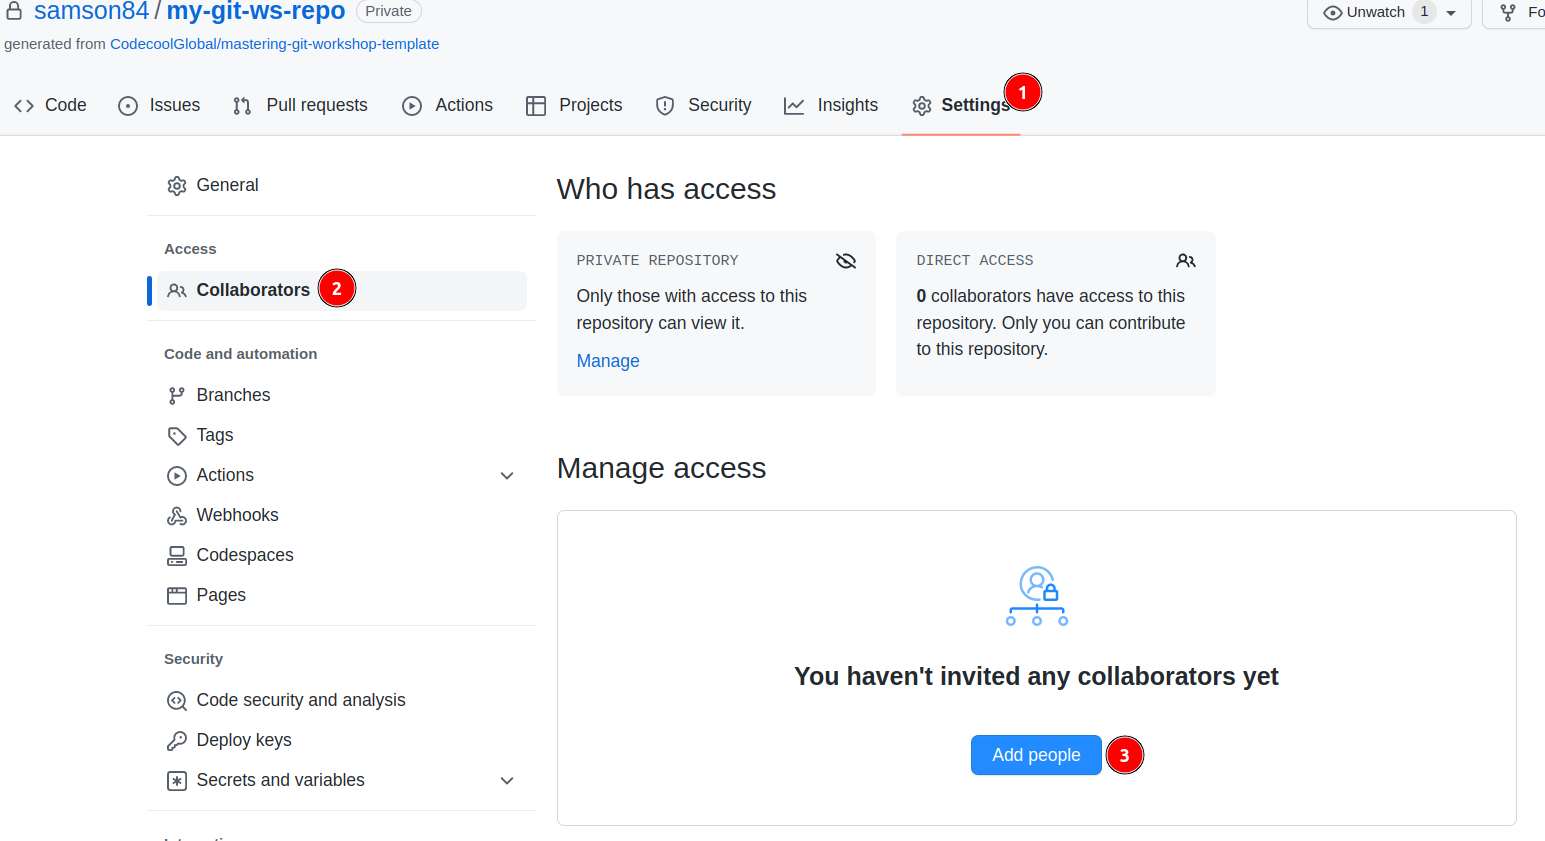 samson84 / my-git-ws-repo Private
Unwatch 1
Fo
generated from CodecoolGlobal/mastering-git-workshop-template
Code Issues Pull requests Actions Projects Security Insights Settings 1
General
Access
Collaborators 2
Code and automation
Branches
Tags
Actions
Webhooks
Codespaces
Pages
Security
Code security and analysis
Deploy keys
Secrets and variables
Who has access
PRIVATE REPOSITORY
Only those with access to this
repository can view it.
Manage
DIRECT ACCESS
0 collaborators have access to this
repository. Only you can contribute
to this repository.
Manage access
You haven't invited any collaborators yet
Add people 3